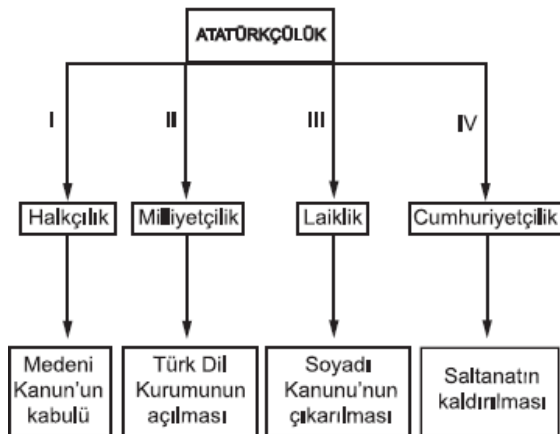 ATATÜRKÇÜLÜK
I
II
III
IV
Halkçılık
Milliyetçilik
Laiklik
Cumhuriyetçilik
Medeni
Kanun'un
kabulü
Türk Dil
Kurumunun
açılması
Soyadı
Kanunu'nun
çıkarılması
Saltanatın
kaldırılması